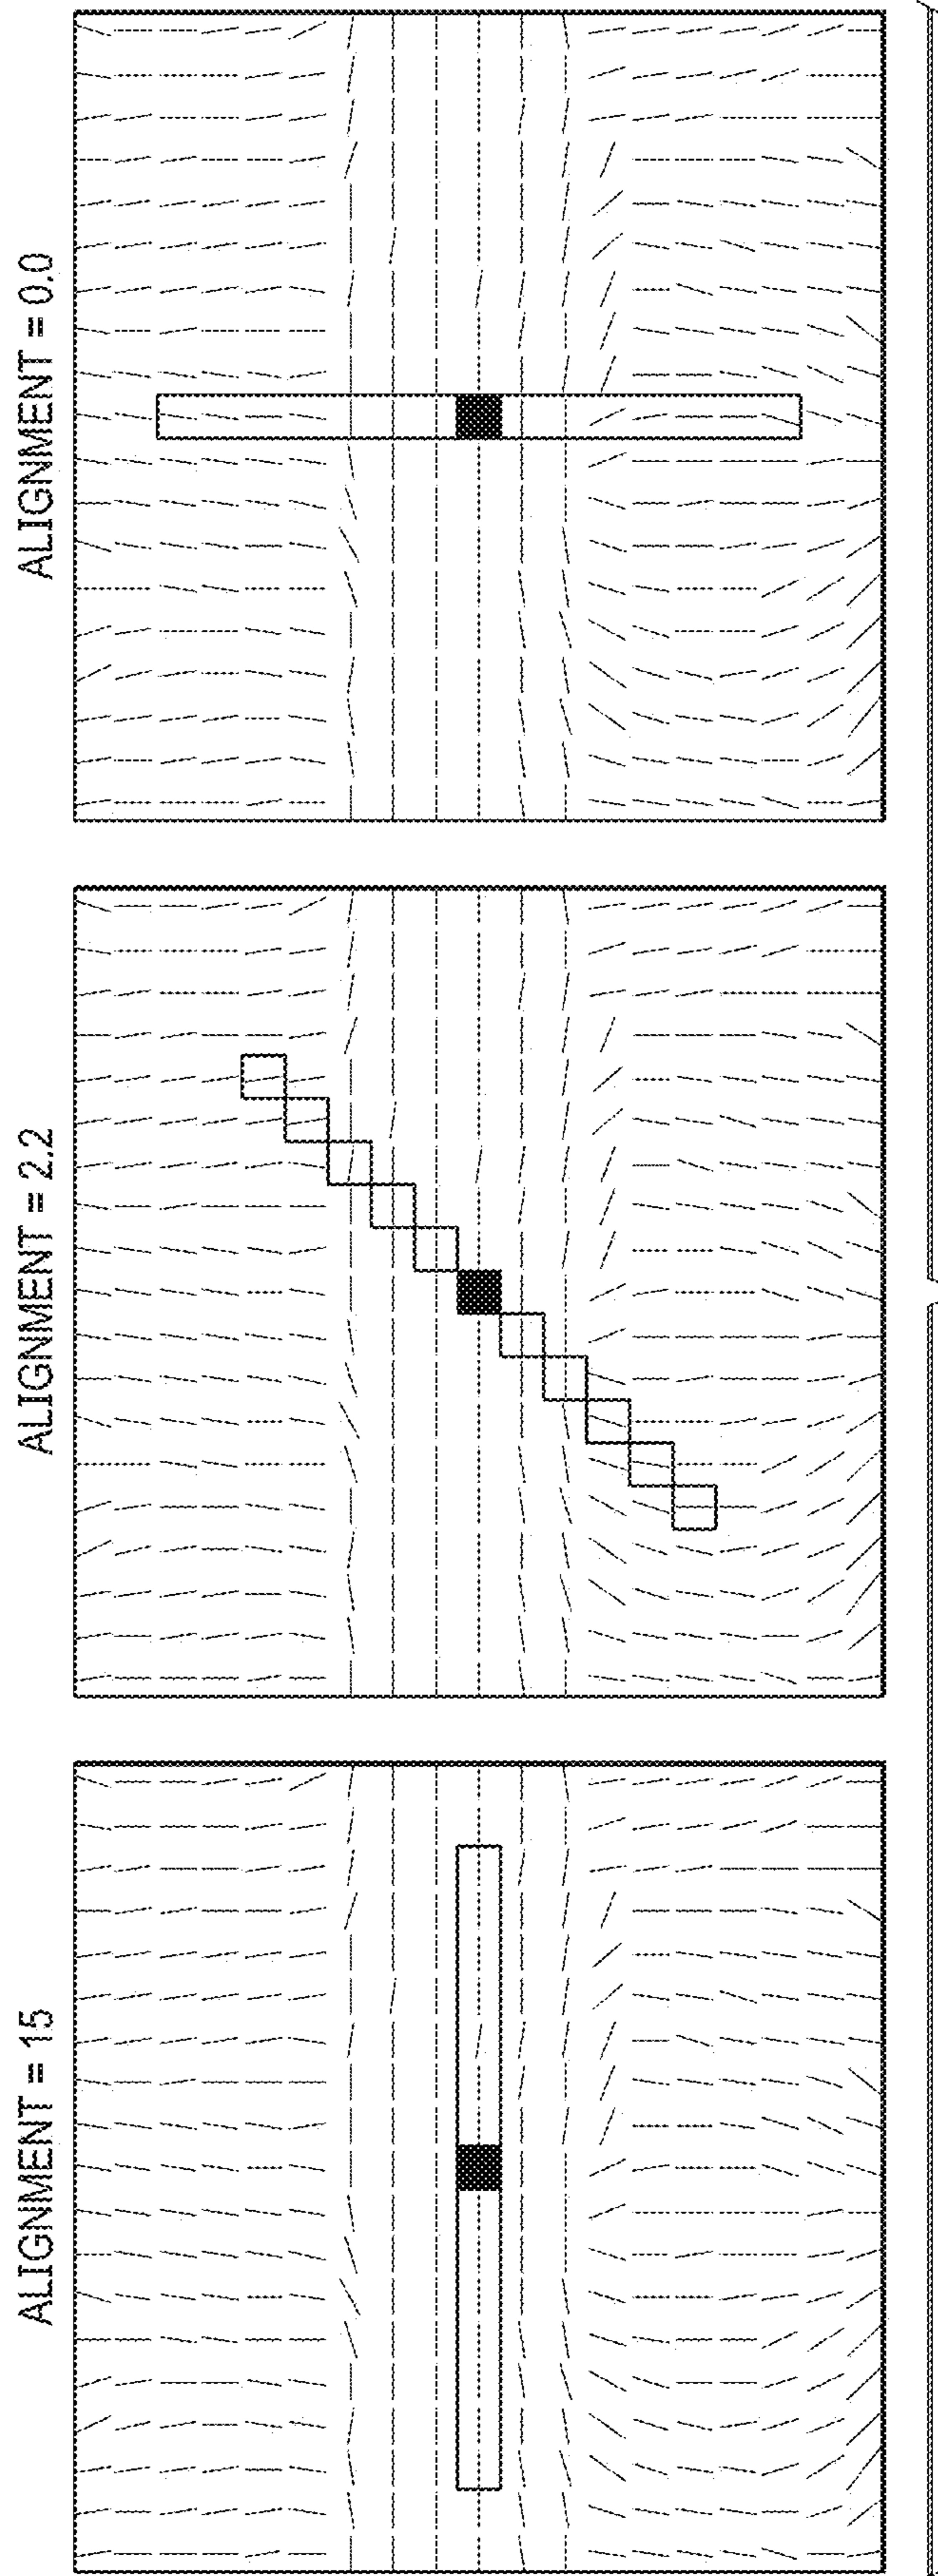 ALIGNMENT = 15
ALIGNMENT = 2.2
ALIGNMENT = 0.0